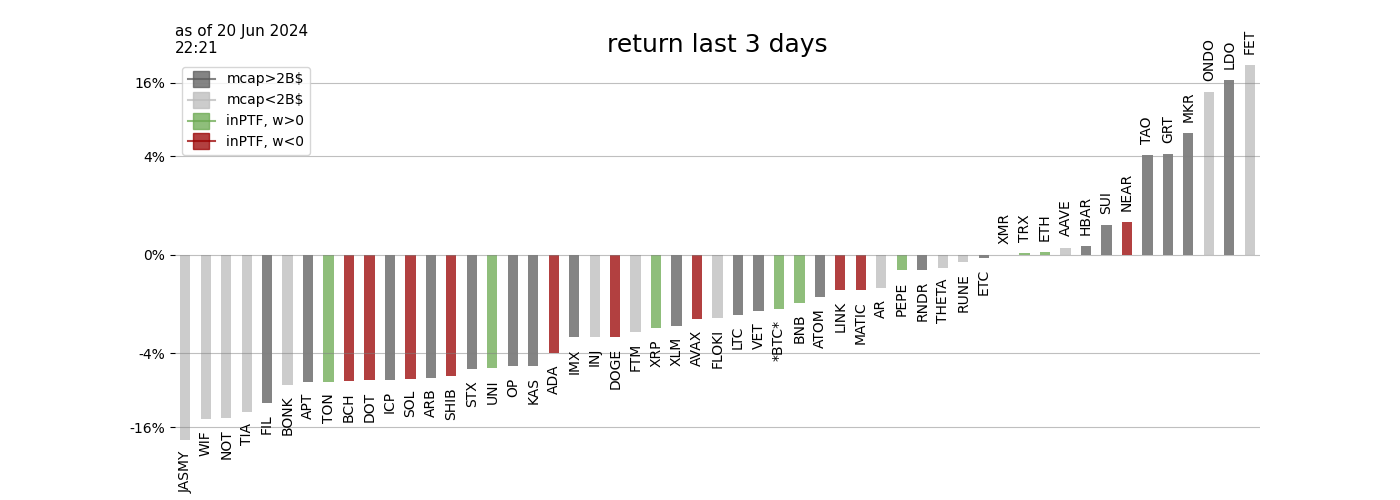 as of 20 Jun 2024
22:21
return last 3 days
mcap>2B$
mcap<2B$
inPTF, w>0
inPTF, w<0
16%
4%
0%
-4%
-16%
JASMY
WIF
NOT
TIA
FIL
BONK
APT
TON
BCH
DOT
ICP
SOL
ARB
SHIB
STX
UNI
OP
KAS
ADA
IMX
INJ
DOGE
FTM
XRP
XLM
AVAX
FLOKI
LTC
VET
*BTC*
BNB
ATOM
LINK
MATIC
AR
PEPE
RNDR
THETA
RUNE
ETC
XMR
TRX
ETH
AAVE
HBAR
SUI
NEAR
TAO
GRT
MKR
ONDO
LDO
FET